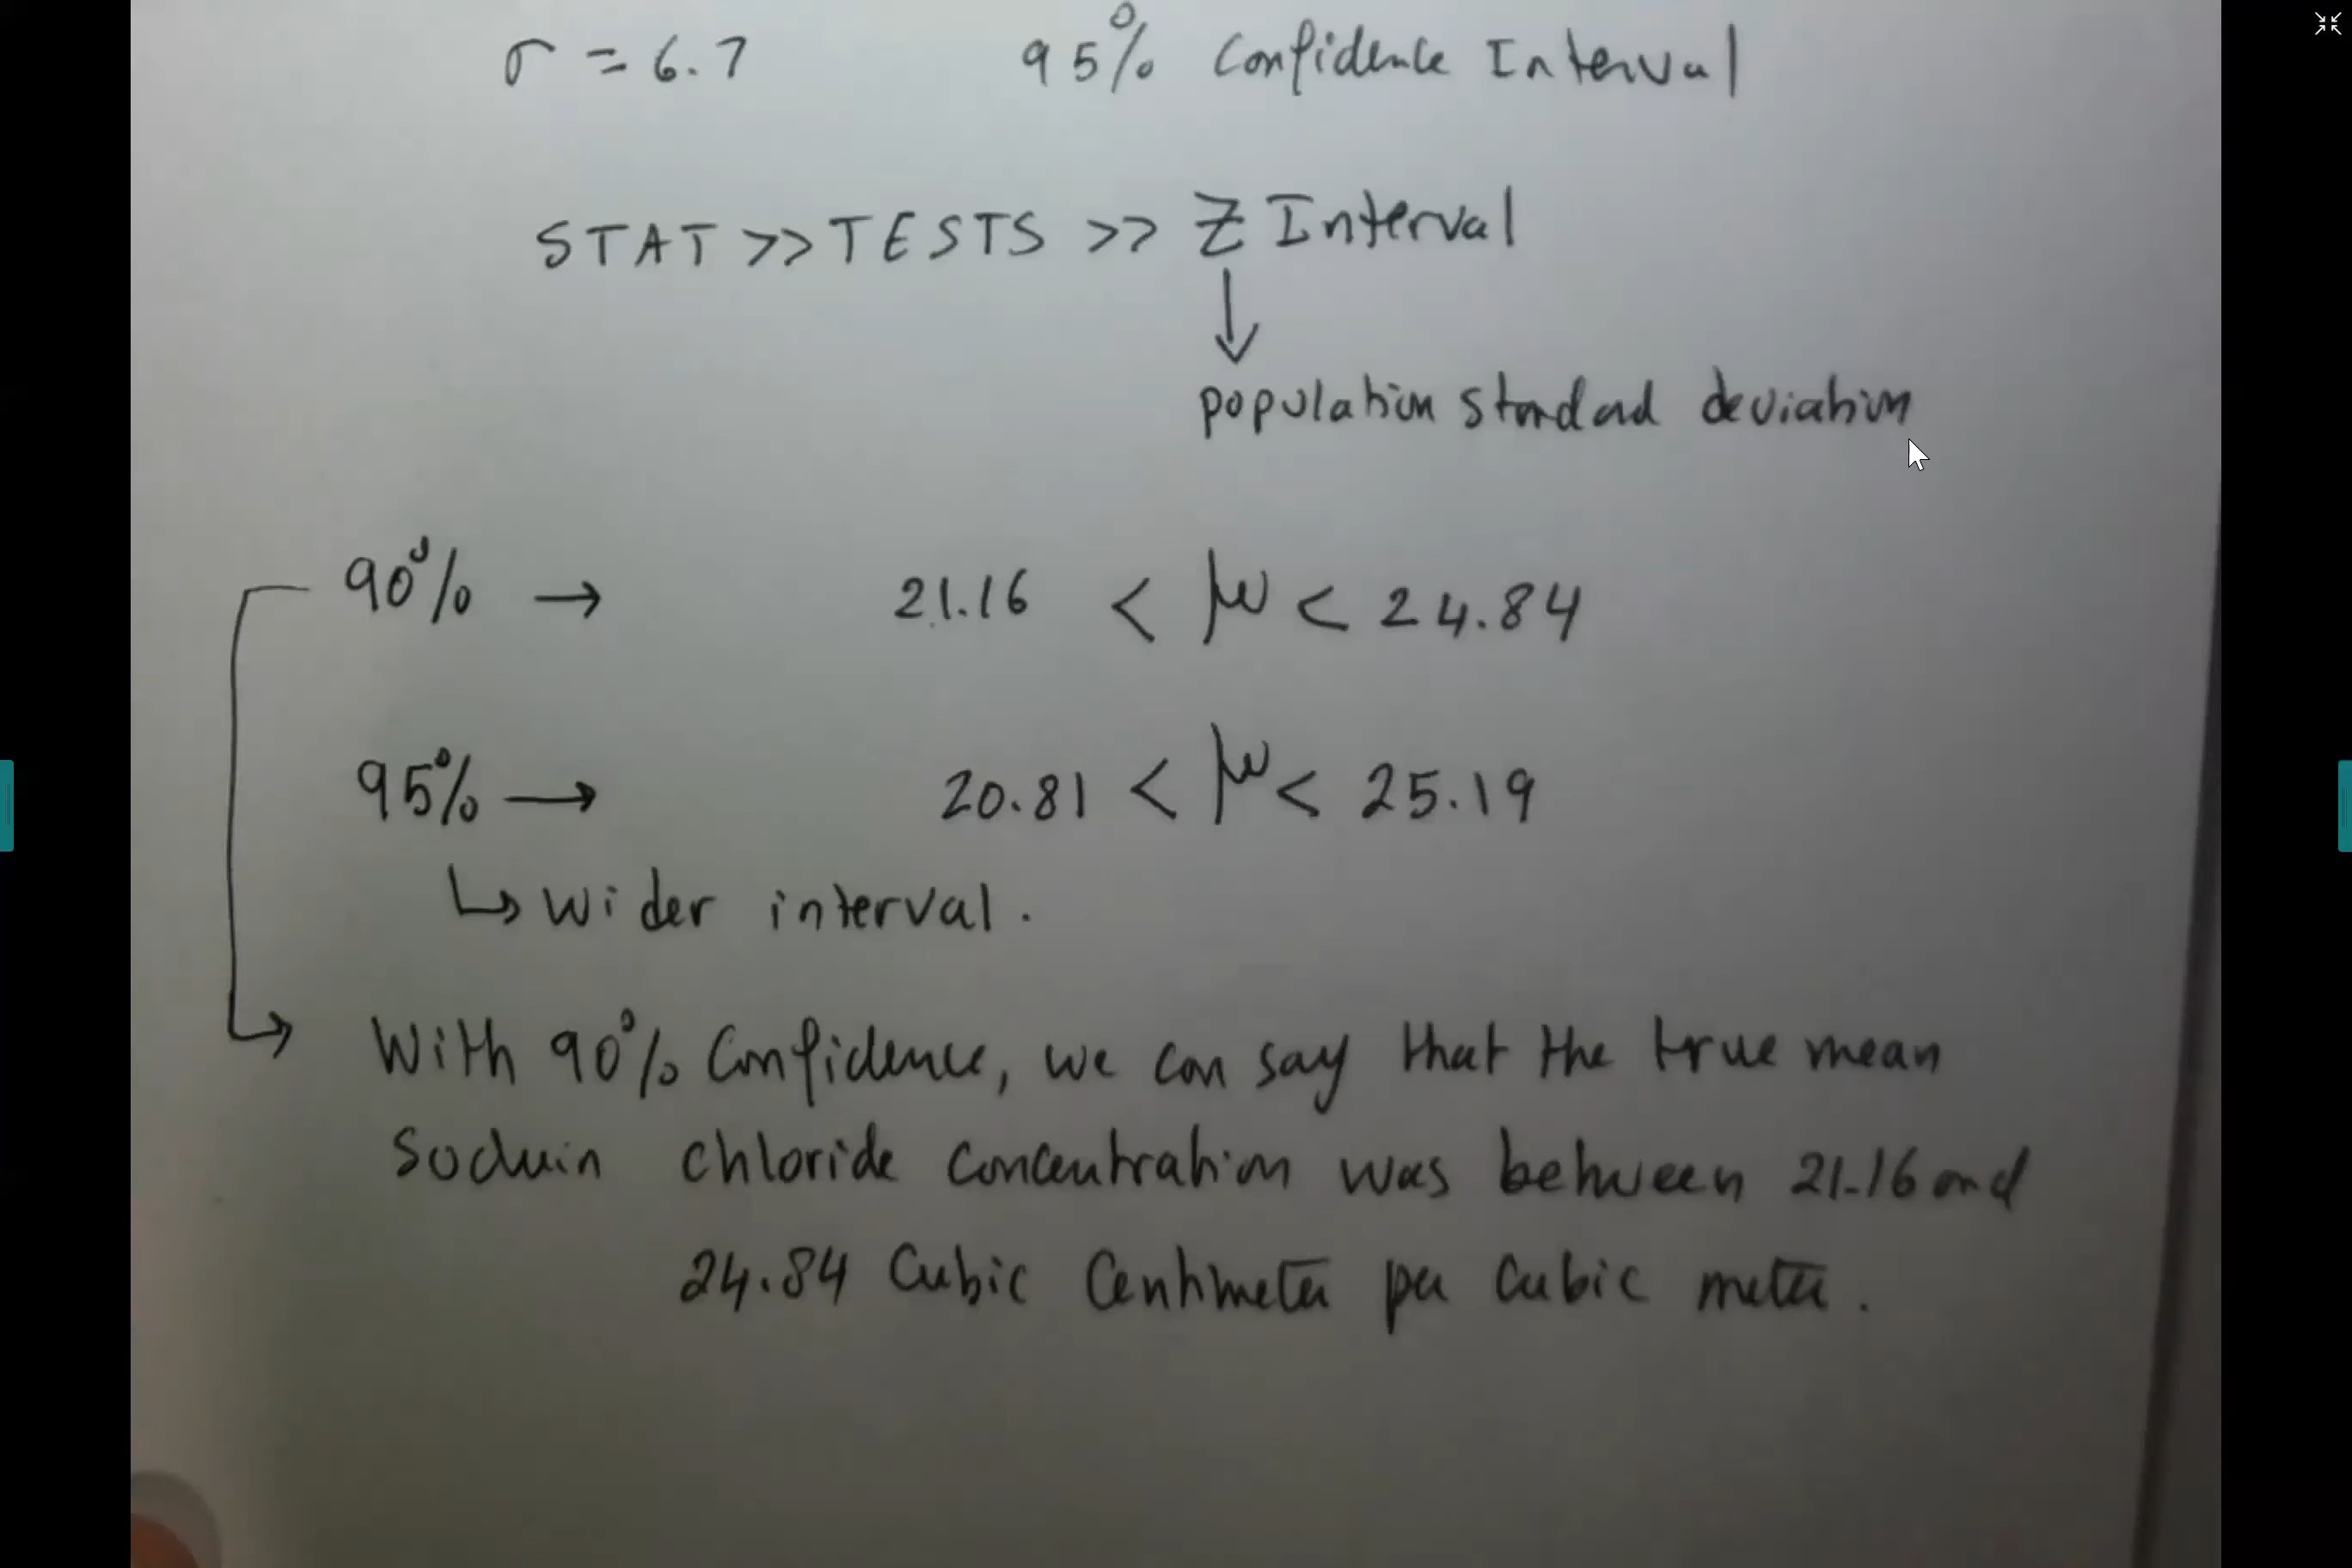 σ = 6.7 95% Confidence Interval
STAT >> TESTS >> Z Interval
↓
population standard deviation
90% → 21.16 < μ < 24.84
95% → 20.81 < μ < 25.19
↳ wider interval.
With 90% Confidence, we can say that the true mean
Sodium chloride concentration was between 21.16 and
24.84 Cubic Centimeter per cubic meter.